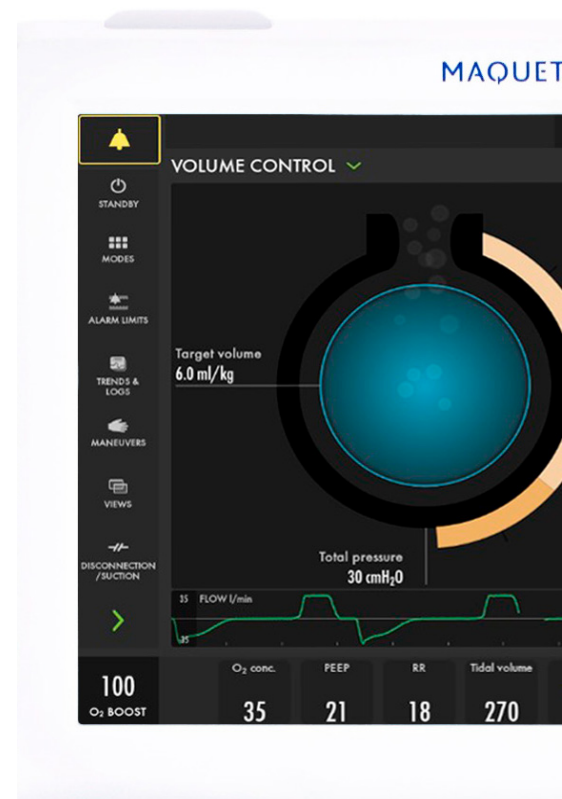 MAQUET
VOLUME CONTROL
STANDBY
MODES
ALARM LIMITS
TRENDS &
LOGS
MANEUVERS
VIEWS
DISCONNECTION
/SUCTION
Target volume
6.0 ml/kg
Total pressure
30 cmH₂O
35 FLOW l/min
-35
100
O₂ BOOST
O₂ conc. PEEP RR Tidal volume
35 21 18 270